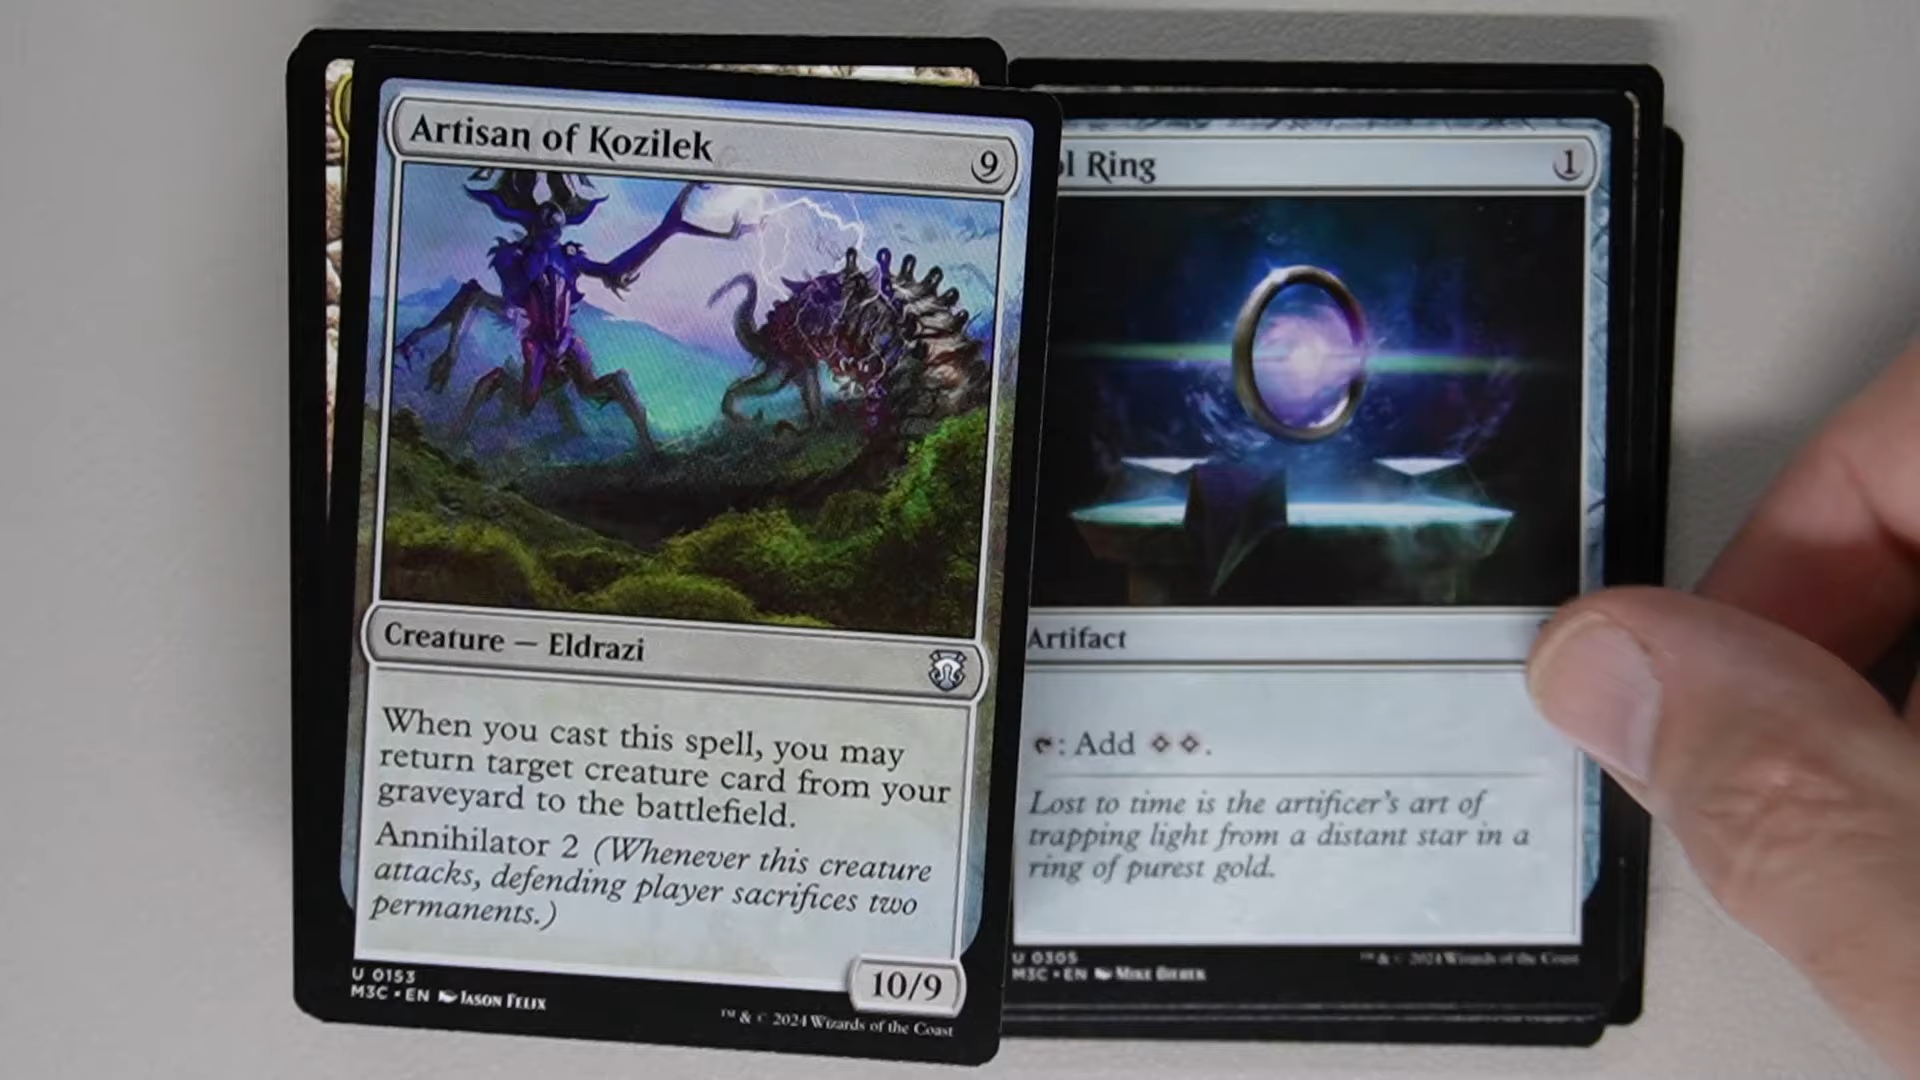 Artisan of Kozilek
9
Creature — Eldrazi
When you cast this spell, you may
return target creature card from your
graveyard to the battlefield.
Annihilator 2 (Whenever this creature
attacks, defending player sacrifices two
permanents.)
10/9
U 0153
M3C • EN Jason Felix
™ & © 2024 Wizards of the Coast
ol Ring
1
Artifact
: Add .
Lost to time is the artificer's art of
trapping light from a distant star in a
ring of purest gold.
U 0305
M3C • EN Mike Bierek
™ & © 2024 Wizards of the Coast